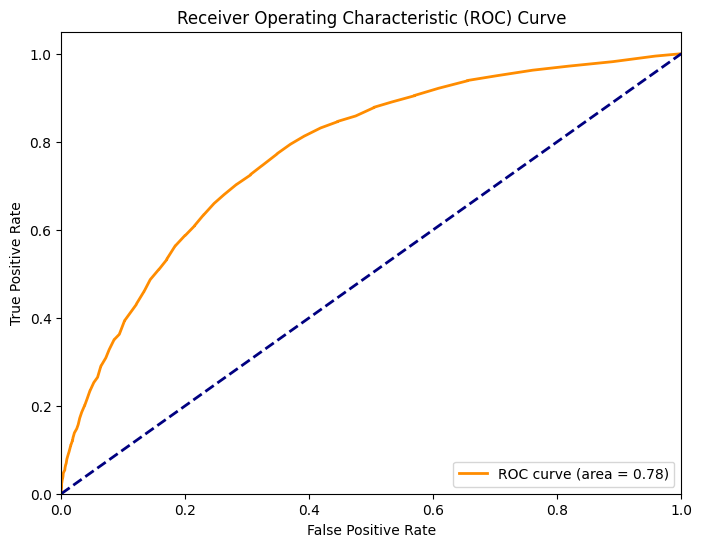 Receiver Operating Characteristic (ROC) Curve
True Positive Rate
1.0
0.8
0.6
0.4
0.2
0.0
ROC curve (area = 0.78)
0.0 0.2 0.4 0.6 0.8 1.0
False Positive Rate